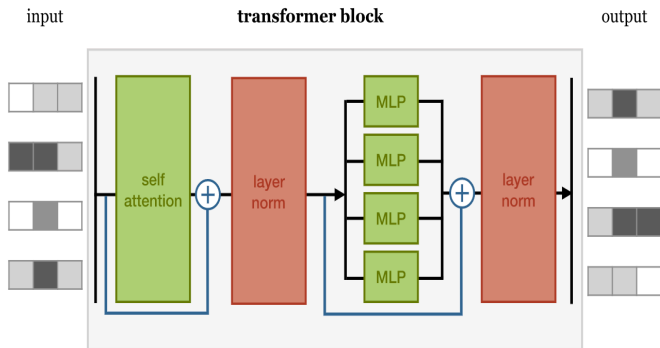 input
transformer block
output
self
attention
layer
norm
MLP
MLP
MLP
MLP
layer
norm